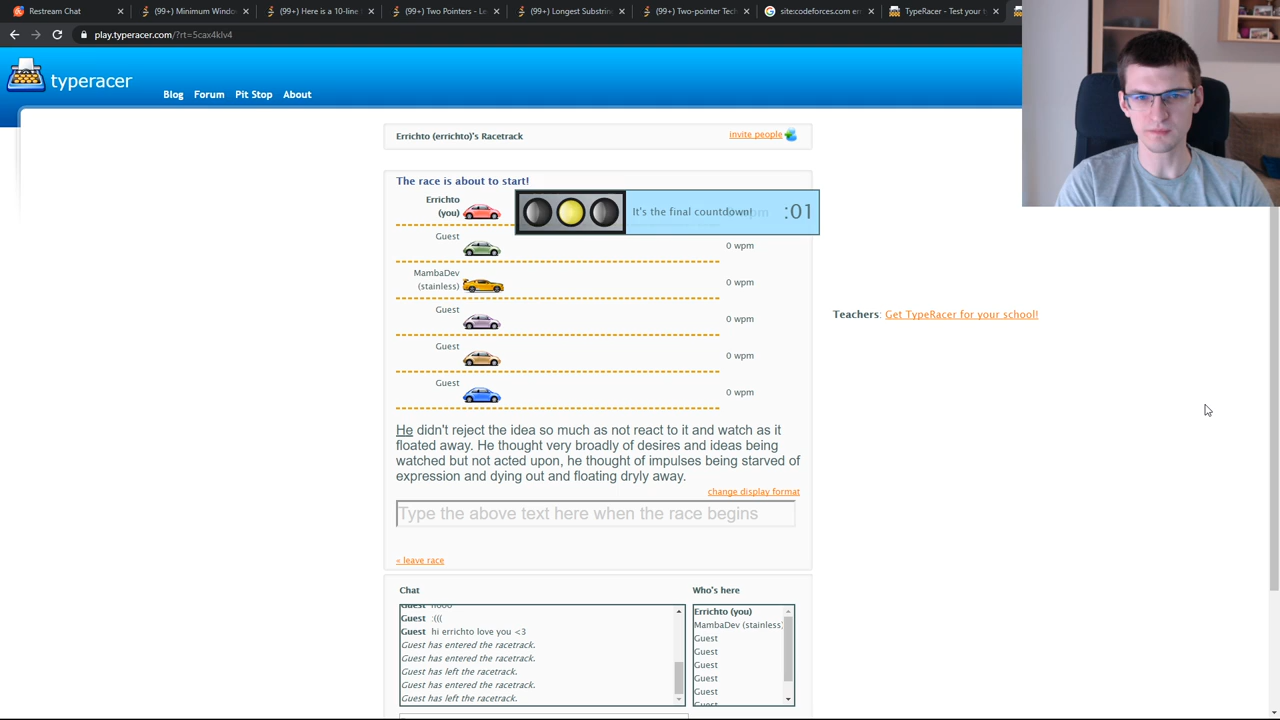 Restream Chat
(99+) Minimum Windo
(99+) Here is a 10-line
(99+) Two Pointers - Le
(99+) Longest Substring
(99+) Two-pointer Tech
site:codeforces.com e
TypeRacer - Test your t
play.typeracer.com/?rt=5cax4klv4
typeracer
Blog Forum Pit Stop About
Errichto (errichto)'s Racetrack
invite people
The race is about to start!
Errichto
(you)
It's the final countdown!
:01
Guest
0 wpm
MambaDev
(stainless)
0 wpm
Guest
0 wpm
Guest
0 wpm
Guest
0 wpm
Teachers: Get TypeRacer for your school!
He didn't reject the idea so much as not react to it and watch as it
floated away. He thought very broadly of desires and ideas being
watched but not acted upon, he thought of impulses being starved of
expression and dying out and floating dryly away.
change display format
Type the above text here when the race begins
« leave race
Chat
Guest
Guest :(((
Guest hi errichto love you <3
Guest has entered the racetrack.
Guest has entered the racetrack.
Guest has left the racetrack.
Guest has entered the racetrack.
Guest has left the racetrack.
Who's here
Errichto (you)
MambaDev (stainless)
Guest
Guest
Guest
Guest
Guest